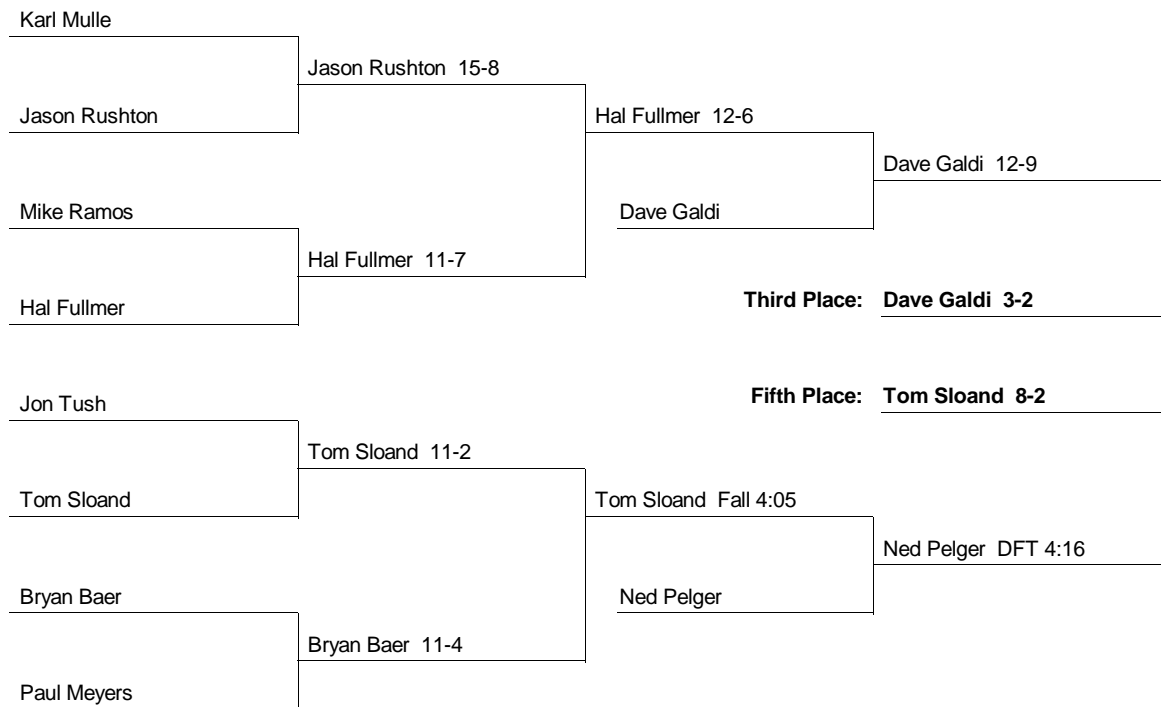 Karl Mulle
Jason Rushton 15-8
Jason Rushton
Hal Fullmer 12-6
Dave Galdi 12-9
Mike Ramos
Dave Galdi
Hal Fullmer 11-7
Hal Fullmer
Third Place: Dave Galdi 3-2
Fifth Place: Tom Sloand 8-2
Jon Tush
Tom Sloand 11-2
Tom Sloand
Tom Sloand Fall 4:05
Ned Pelger DFT 4:16
Bryan Baer
Ned Pelger
Bryan Baer 11-4
Paul Meyers